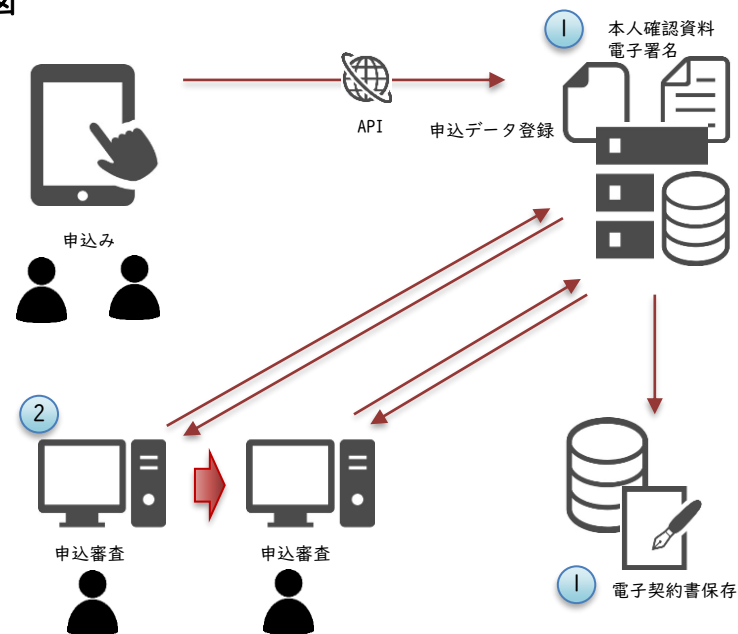 図
1
本人確認資料
電子署名
API
申込データ登録
申込み
2
申込審査
申込審査
1
電子契約書保存